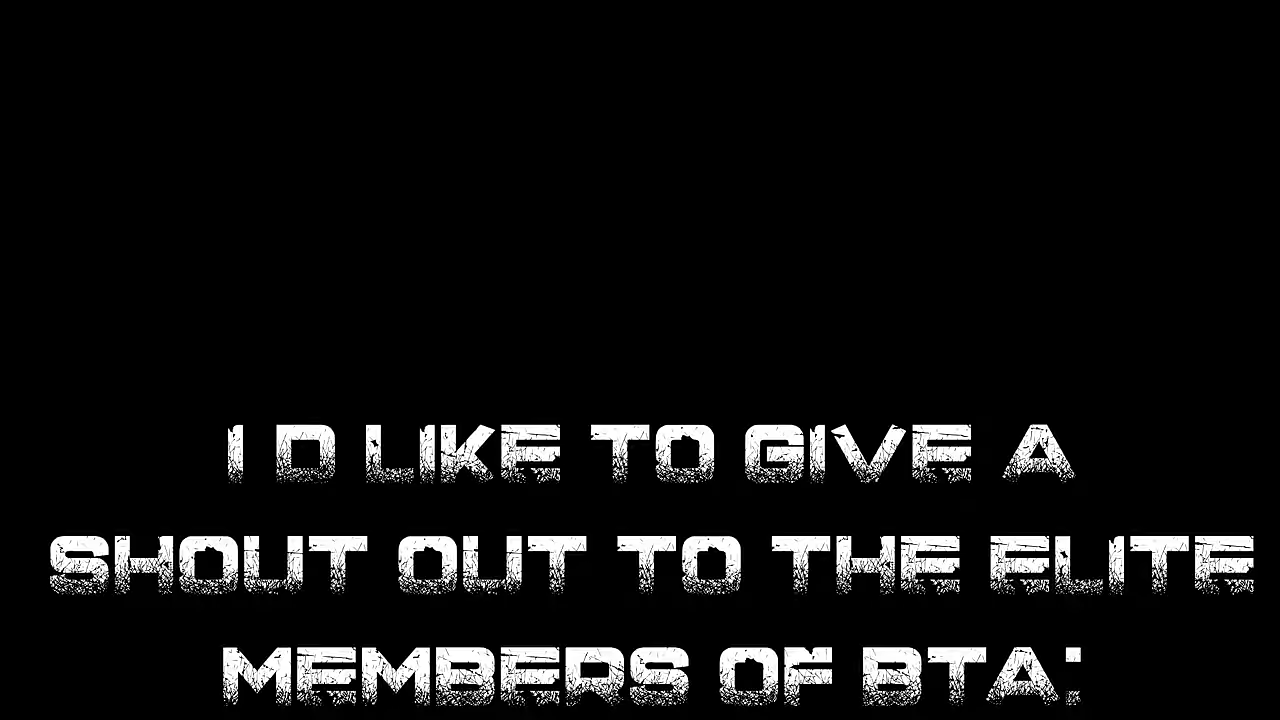 I D LIKE TO GIVE A
SHOUT OUT TO THE ELITE
MEMBERS OF BTA: